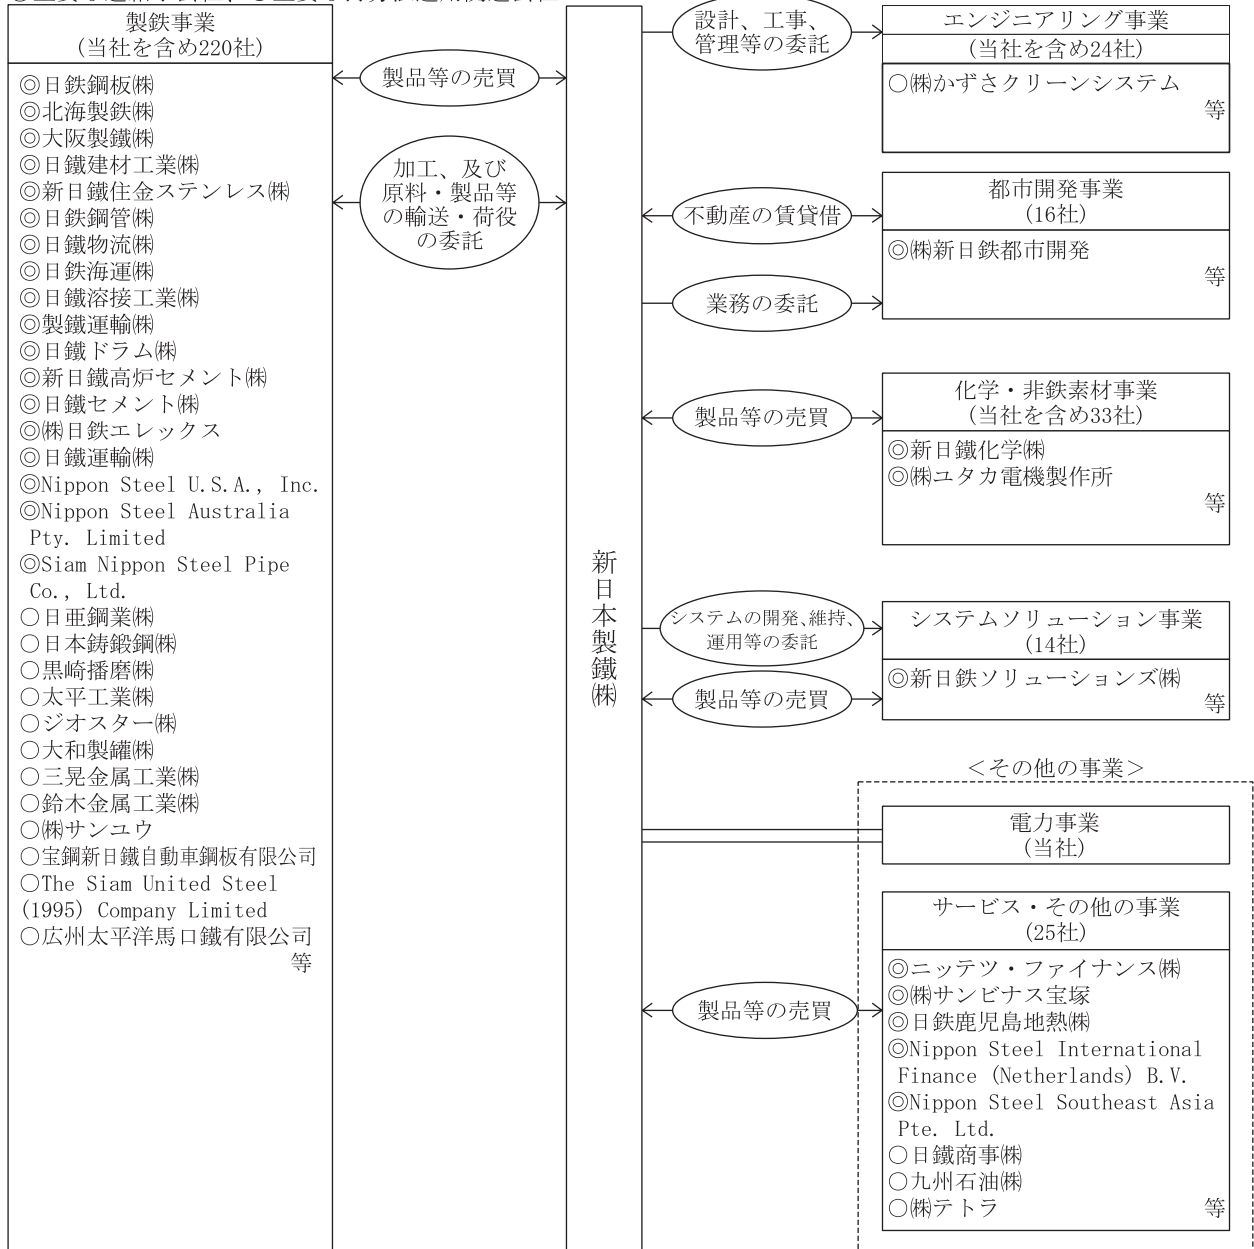 製鉄事業
(当社を含め220社)
◎日鉄鋼板㈱
◎北海製鉄㈱
◎大阪製鐵㈱
◎日鐵建材工業㈱
◎新日鐵住金ステンレス㈱
◎日鉄鋼管㈱
◎日鐵物流㈱
◎日鉄海運㈱
◎日鐵溶接工業㈱
◎製鐵運輸㈱
◎日鐵ドラム㈱
◎新日鐵高炉セメント㈱
◎日鐵セメント㈱
◎㈱日鉄エレックス
◎日鐵運輸㈱
◎Nippon Steel U.S.A., Inc.
◎Nippon Steel Australia
Pty. Limited
◎Siam Nippon Steel Pipe
Co., Ltd.
○日亜鋼業㈱
○日本鋳鍛鋼㈱
○黒崎播磨㈱
○太平工業㈱
○ジオスター㈱
○大和製罐㈱
○三晃金属工業㈱
○鈴木金属工業㈱
○㈱サンユウ
○宝鋼新日鐵自動車鋼板有限公司
○The Siam United Steel
(1995) Company Limited
○広州太平洋馬口鐵有限公司
等
製品等の売買
加工、及び
原料・製品等
の輸送・荷役
の委託
新日本製鐵㈱
設計、工事、
管理等の委託
エンジニアリング事業
(当社を含め24社)
○㈱かずさクリーンシステム
等
不動産の賃貸借
業務の委託
都市開発事業
(16社)
◎㈱新日鉄都市開発
等
製品等の売買
化学・非鉄素材事業
(当社を含め33社)
◎新日鐵化学㈱
◎㈱ユタカ電機製作所
等
システムの開発、維持、
運用等の委託
製品等の売買
システムソリューション事業
(14社)
◎新日鉄ソリューションズ㈱
等
<その他の事業>
電力事業
(当社)
製品等の売買
サービス・その他の事業
(25社)
◎ニッテツ・ファイナンス㈱
◎㈱サンビナス宝塚
◎日鉄鹿児島地熱㈱
◎Nippon Steel International
Finance (Netherlands) B.V.
◎Nippon Steel Southeast Asia
Pte. Ltd.
○日鐵商事㈱
○九州石油㈱
○㈱テトラ 等